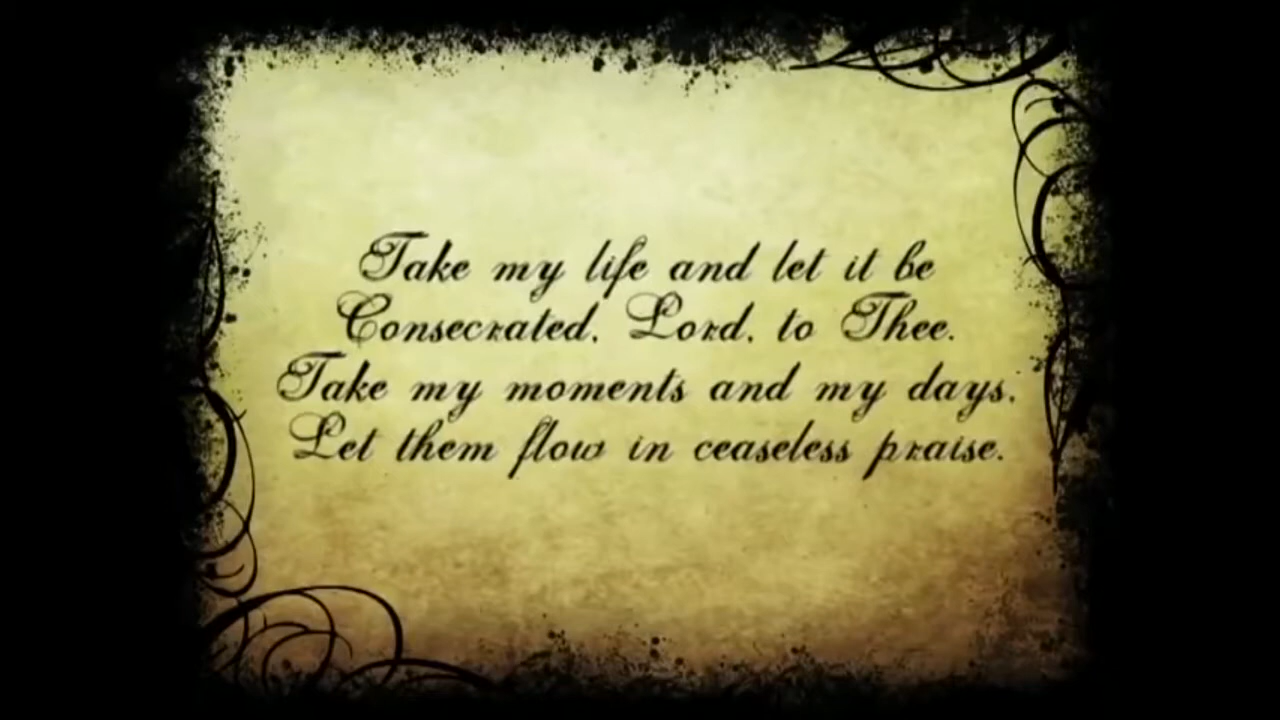 Take my life and let it be
Consecrated, Lord, to Thee.
Take my moments and my days,
Let them flow in ceaseless praise.